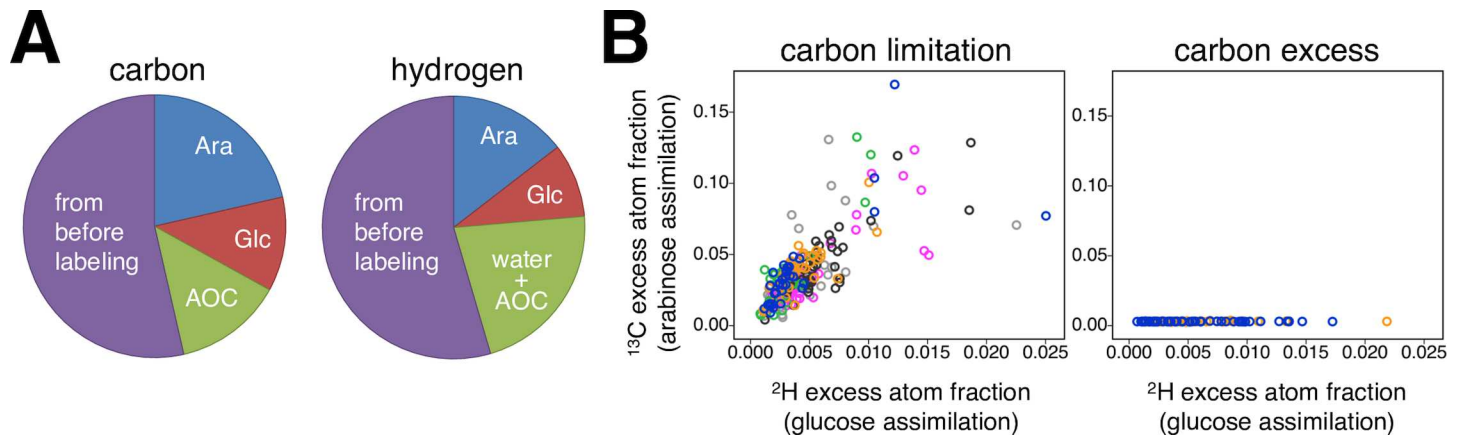 A
carbon
Ara
Glc
AOC
from
before
labeling
hydrogen
Ara
Glc
water
+
AOC
from
before
labeling
B
carbon limitation
¹³C excess atom fraction
(arabinose assimilation)
0.15
0.10
0.05
0.00
0.000 0.005 0.010 0.015 0.020 0.025
²H excess atom fraction
(glucose assimilation)
carbon excess
0.15
0.10
0.05
0.00
0.000 0.005 0.010 0.015 0.020 0.025
²H excess atom fraction
(glucose assimilation)